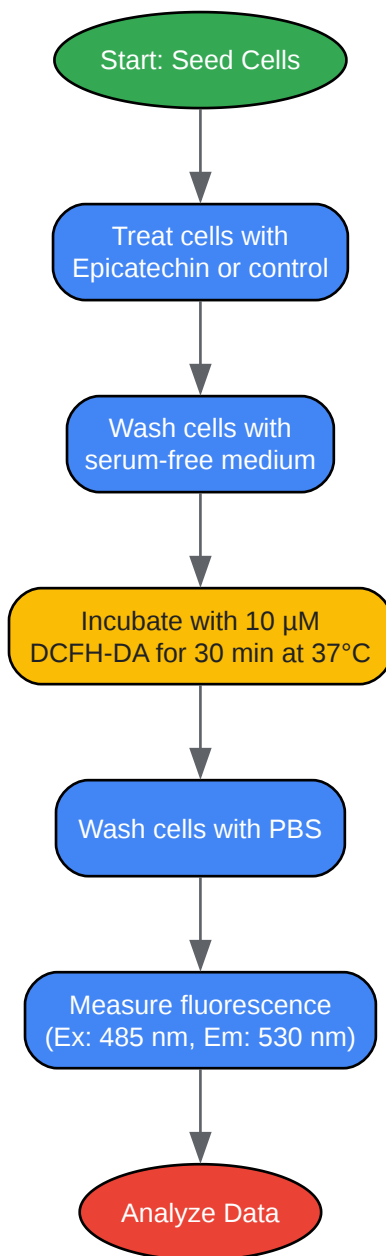 Start: Seed Cells
Treat cells with
Epicatechin or control
Wash cells with
serum-free medium
Incubate with 10 µM
DCFH-DA for 30 min at 37°C
Wash cells with PBS
Measure fluorescence
(Ex: 485 nm, Em: 530 nm)
Analyze Data